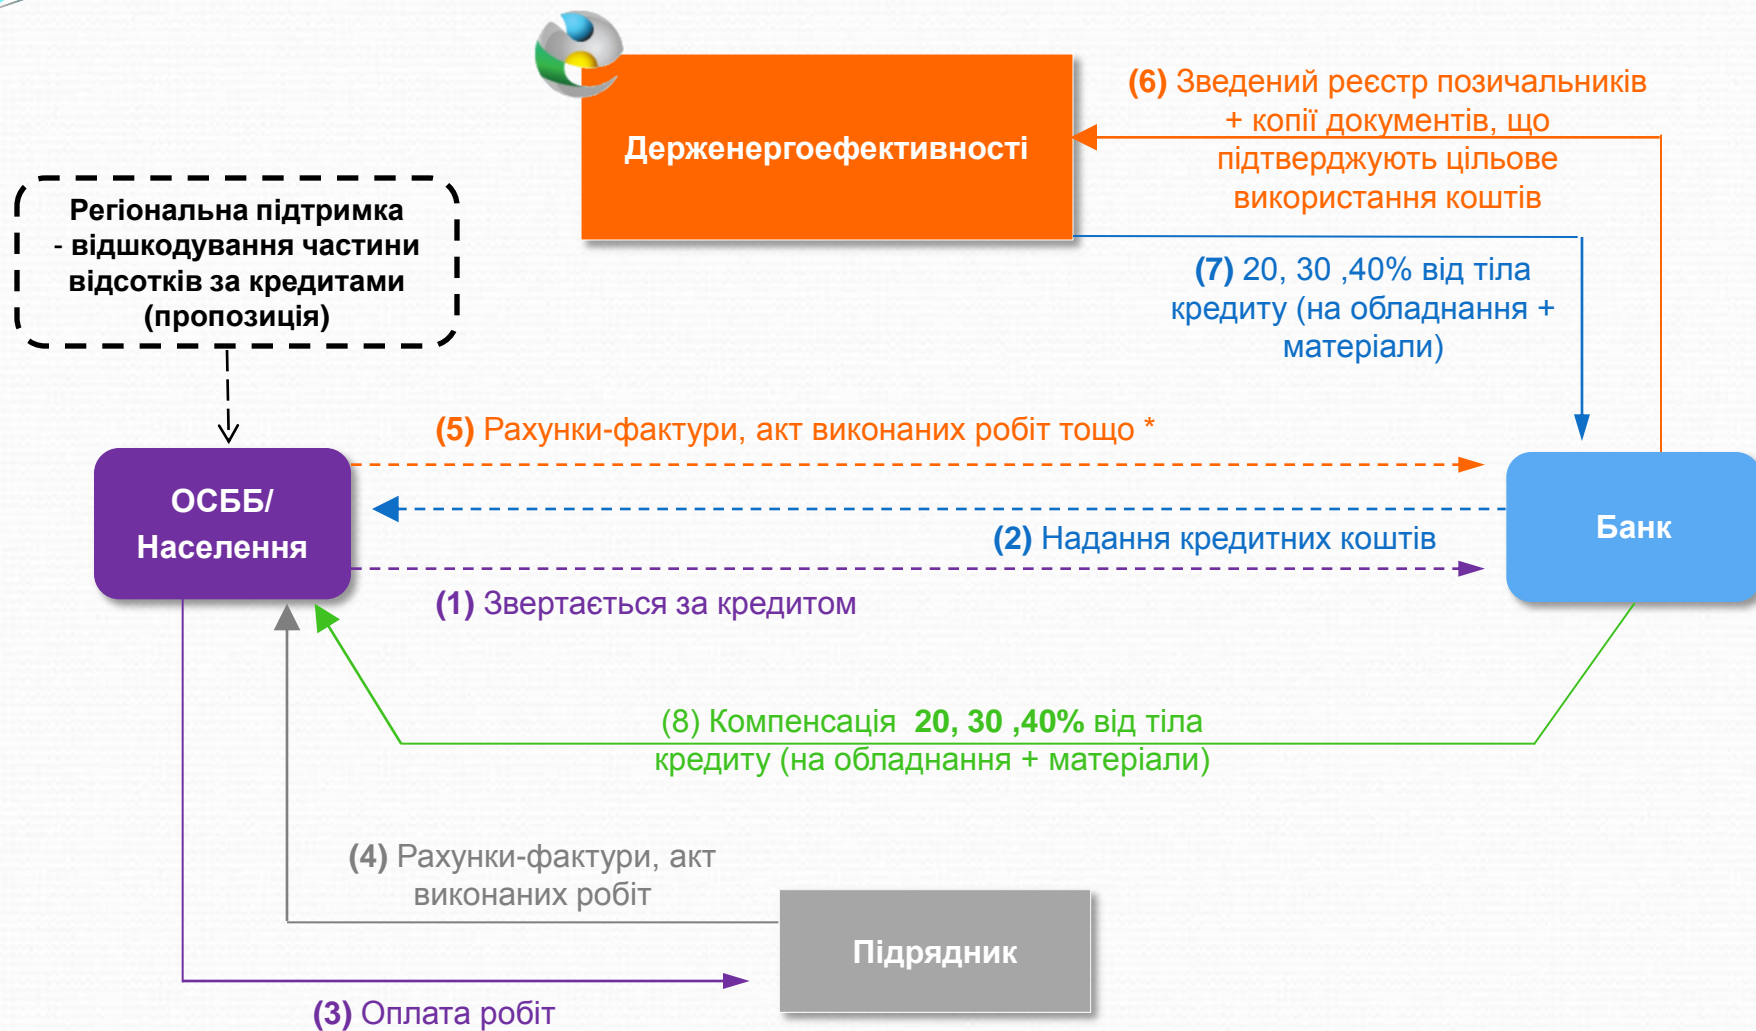 (6) Зведений реєстр позичальників
+ копії документів, що
підтверджують цільове
використання коштів
Держенергоефективності
Регіональна підтримка
- відшкодування частини
відсотків за кредитами
(пропозиція)
(7) 20, 30 ,40% від тіла
кредиту (на обладнання +
матеріали)
(5) Рахунки-фактури, акт виконаних робіт тощо *
ОСББ/
Населення
Банк
(2) Надання кредитних коштів
(1) Звертається за кредитом
(8) Компенсація 20, 30 ,40% від тіла
кредиту (на обладнання + матеріали)
(4) Рахунки-фактури, акт
виконаних робіт
Підрядник
(3) Оплата робіт